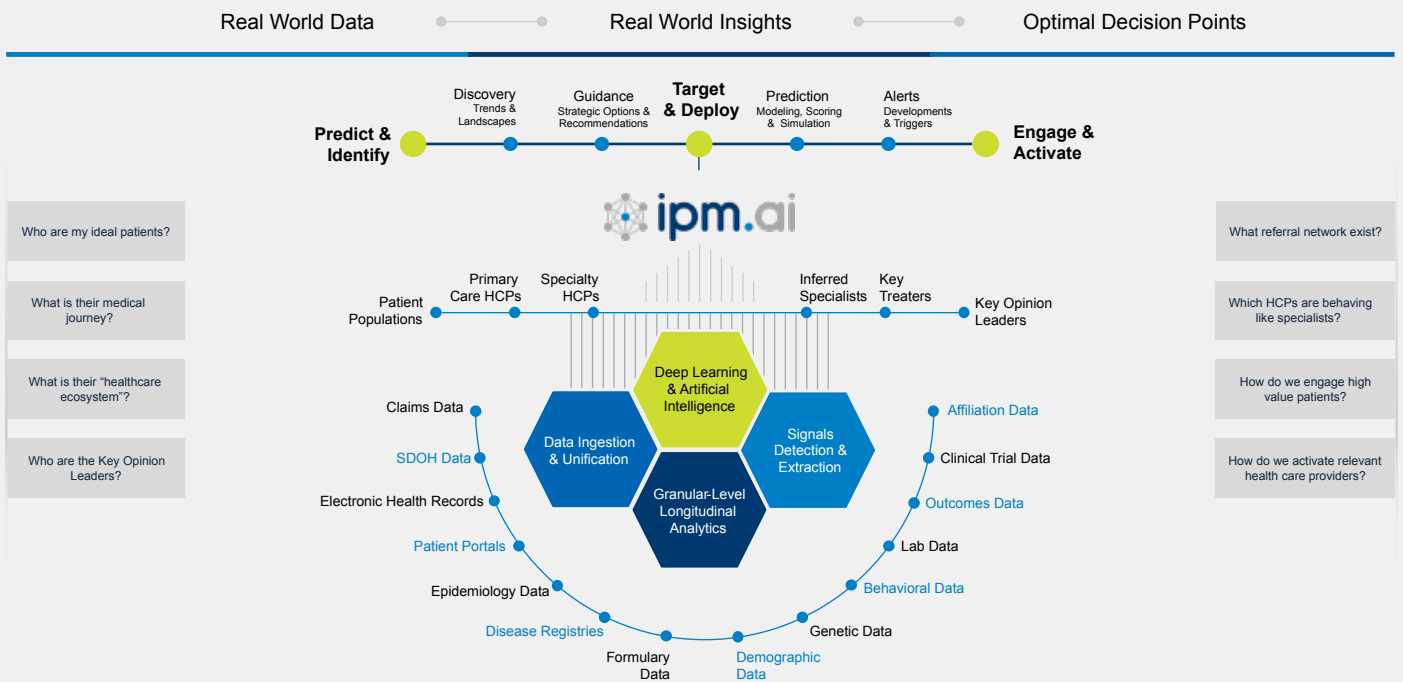 Real World Data
Real World Insights
Optimal Decision Points
Predict &
Identify
Discovery
Trends &
Landscapes
Guidance
Strategic Options &
Recommendations
Target
& Deploy
Prediction
Modeling, Scoring
& Simulation
Alerts
Developments
& Triggers
Engage &
Activate
ipm.ai
Who are my ideal patients?
What is their medical
journey?
What is their “healthcare
ecosystem”?
Who are the Key Opinion
Leaders?
What referral network exist?
Which HCPs are behaving
like specialists?
How do we engage high
value patients?
How do we activate relevant
health care providers?
Patient
Populations
Primary
Care HCPs
Specialty
HCPs
Inferred
Specialists
Key
Treaters
Key Opinion
Leaders
Deep Learning
& Artificial
Intelligence
Data Ingestion
& Unification
Signals
Detection &
Extraction
Granular-Level
Longitudinal
Analytics
Claims Data
SDOH Data
Electronic Health Records
Patient Portals
Epidemiology Data
Disease Registries
Formulary
Data
Demographic
Data
Genetic Data
Behavioral Data
Lab Data
Outcomes Data
Clinical Trial Data
Affiliation Data